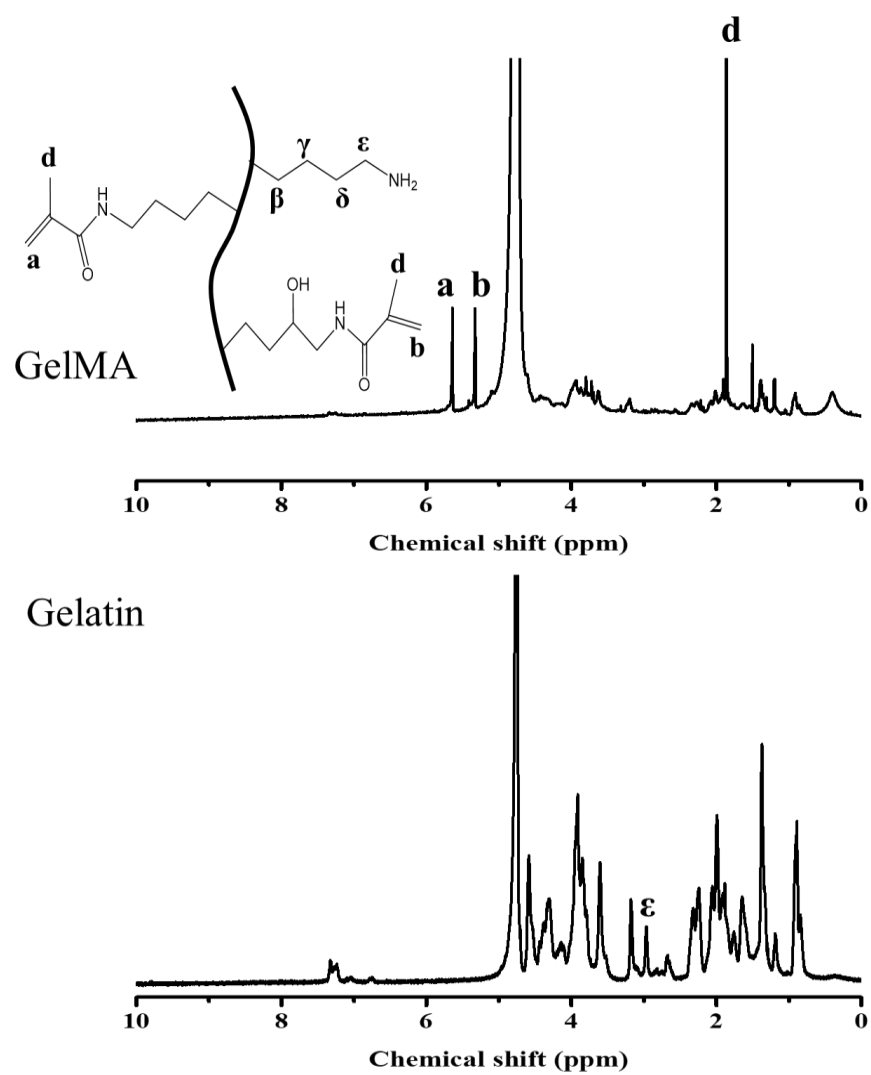 d
γ
ε
d
β
δ
NH₂
H
N
a
O
OH
d
H
N
b
O
a b
GelMA
10 8 6 4 2 0
Chemical shift (ppm)
Gelatin
ε
10 8 6 4 2 0
Chemical shift (ppm)